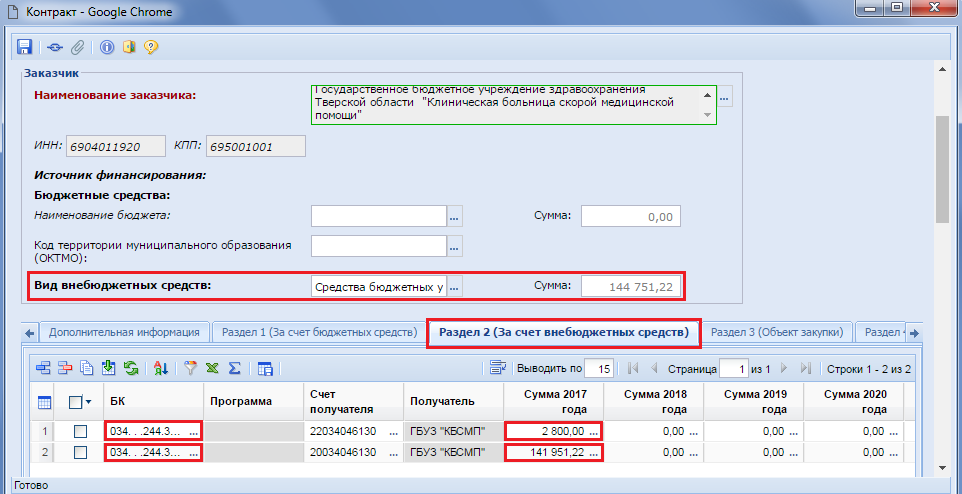 Контракт - Google Chrome
Заказчик
Наименование заказчика:
Государственное бюджетное учреждение здравоохранения
Тверской области "Клиническая больница скорой медицинской
помощи"
...
ИНН: 6904011920 КПП: 695001001
Источник финансирования:
Бюджетные средства:
Наименование бюджета: ... Сумма: 0,00
Код территории муниципального образования
(ОКТМО): ...
Вид внебюджетных средств: Средства бюджетных у ... Сумма: 144 751,22
Дополнительная информация Раздел 1 (За счет бюджетных средств) Раздел 2 (За счет внебюджетных средств) Раздел 3 (Объект закупки) Раздел
Выводить по 15 Страница 1 из 1 Строки 1 - 2 из 2
БК Программа Счет получателя Получатель Сумма 2017 года Сумма 2018 года Сумма 2019 года Сумма 2020 года
1 034. . .244.3... ... 22034046130 ГБУЗ "КБСМП" 2 800,00 ... 0,00 ... 0,00 ... 0,00 ...
2 034. . .244.3... ... 20034046130 ГБУЗ "КБСМП" 141 951,22 ... 0,00 ... 0,00 ... 0,00 ...
Готово